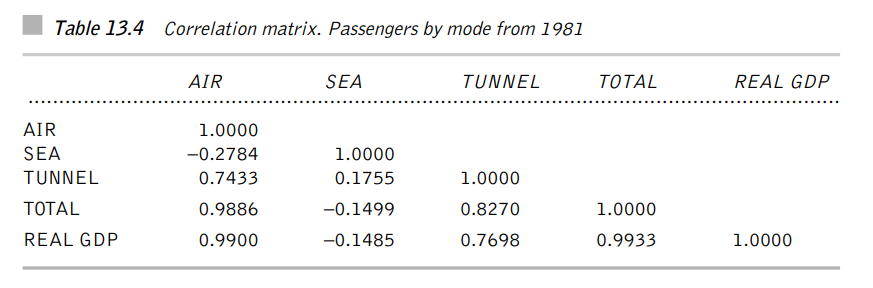 Table 13.4 Correlation matrix. Passengers by mode from 1981
AIR SEA TUNNEL TOTAL REAL GDP
AIR 1.0000
SEA –0.2784 1.0000
TUNNEL 0.7433 0.1755 1.0000
TOTAL 0.9886 –0.1499 0.8270 1.0000
REAL GDP 0.9900 –0.1485 0.7698 0.9933 1.0000